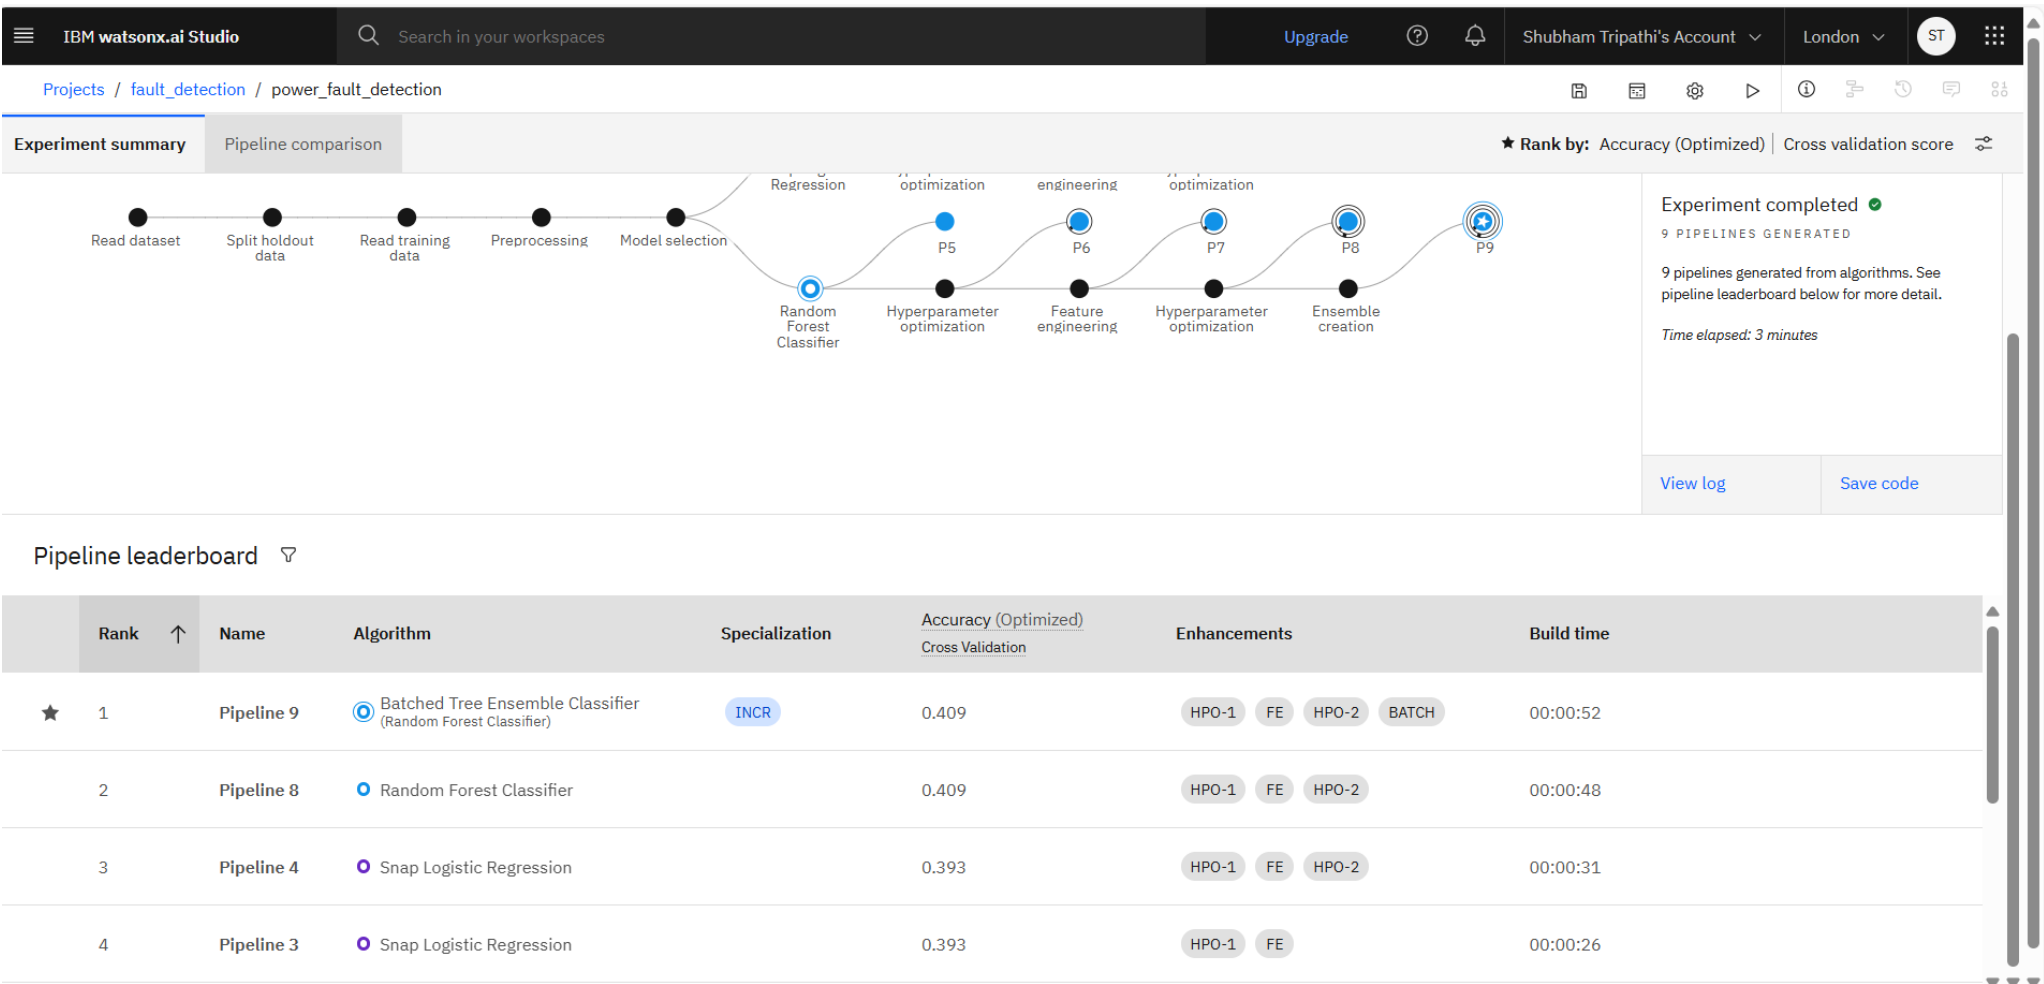 IBM watsonx.ai Studio
Search in your workspaces
Upgrade
Shubham Tripathi's Account
London
ST
Projects / fault_detection / power_fault_detection
Experiment summary
Pipeline comparison
★ Rank by: Accuracy (Optimized) | Cross validation score
Regression
optimization
engineering
optimization
Read dataset
Split holdout
data
Read training
data
Preprocessing
Model selection
P5
P6
P7
P8
P9
Random
Forest
Classifier
Hyperparameter
optimization
Feature
engineering
Hyperparameter
optimization
Ensemble
creation
Experiment completed
9 PIPELINES GENERATED
9 pipelines generated from algorithms. See
pipeline leaderboard below for more detail.
Time elapsed: 3 minutes
View log
Save code
Pipeline leaderboard
Rank ↑ Name Algorithm Specialization Accuracy (Optimized) Enhancements Build time
Cross Validation
★ 1 Pipeline 9 Batched Tree Ensemble Classifier INCR 0.409 HPO-1 FE HPO-2 BATCH 00:00:52
(Random Forest Classifier)
2 Pipeline 8 Random Forest Classifier 0.409 HPO-1 FE HPO-2 00:00:48
3 Pipeline 4 Snap Logistic Regression 0.393 HPO-1 FE HPO-2 00:00:31
4 Pipeline 3 Snap Logistic Regression 0.393 HPO-1 FE 00:00:26